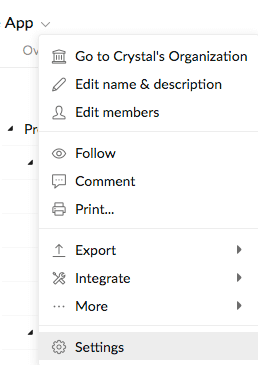 App
Ov
Go to Crystal's Organization
Edit name & description
Pr
Edit members
Follow
Comment
Print...
Export
Integrate
More
Settings